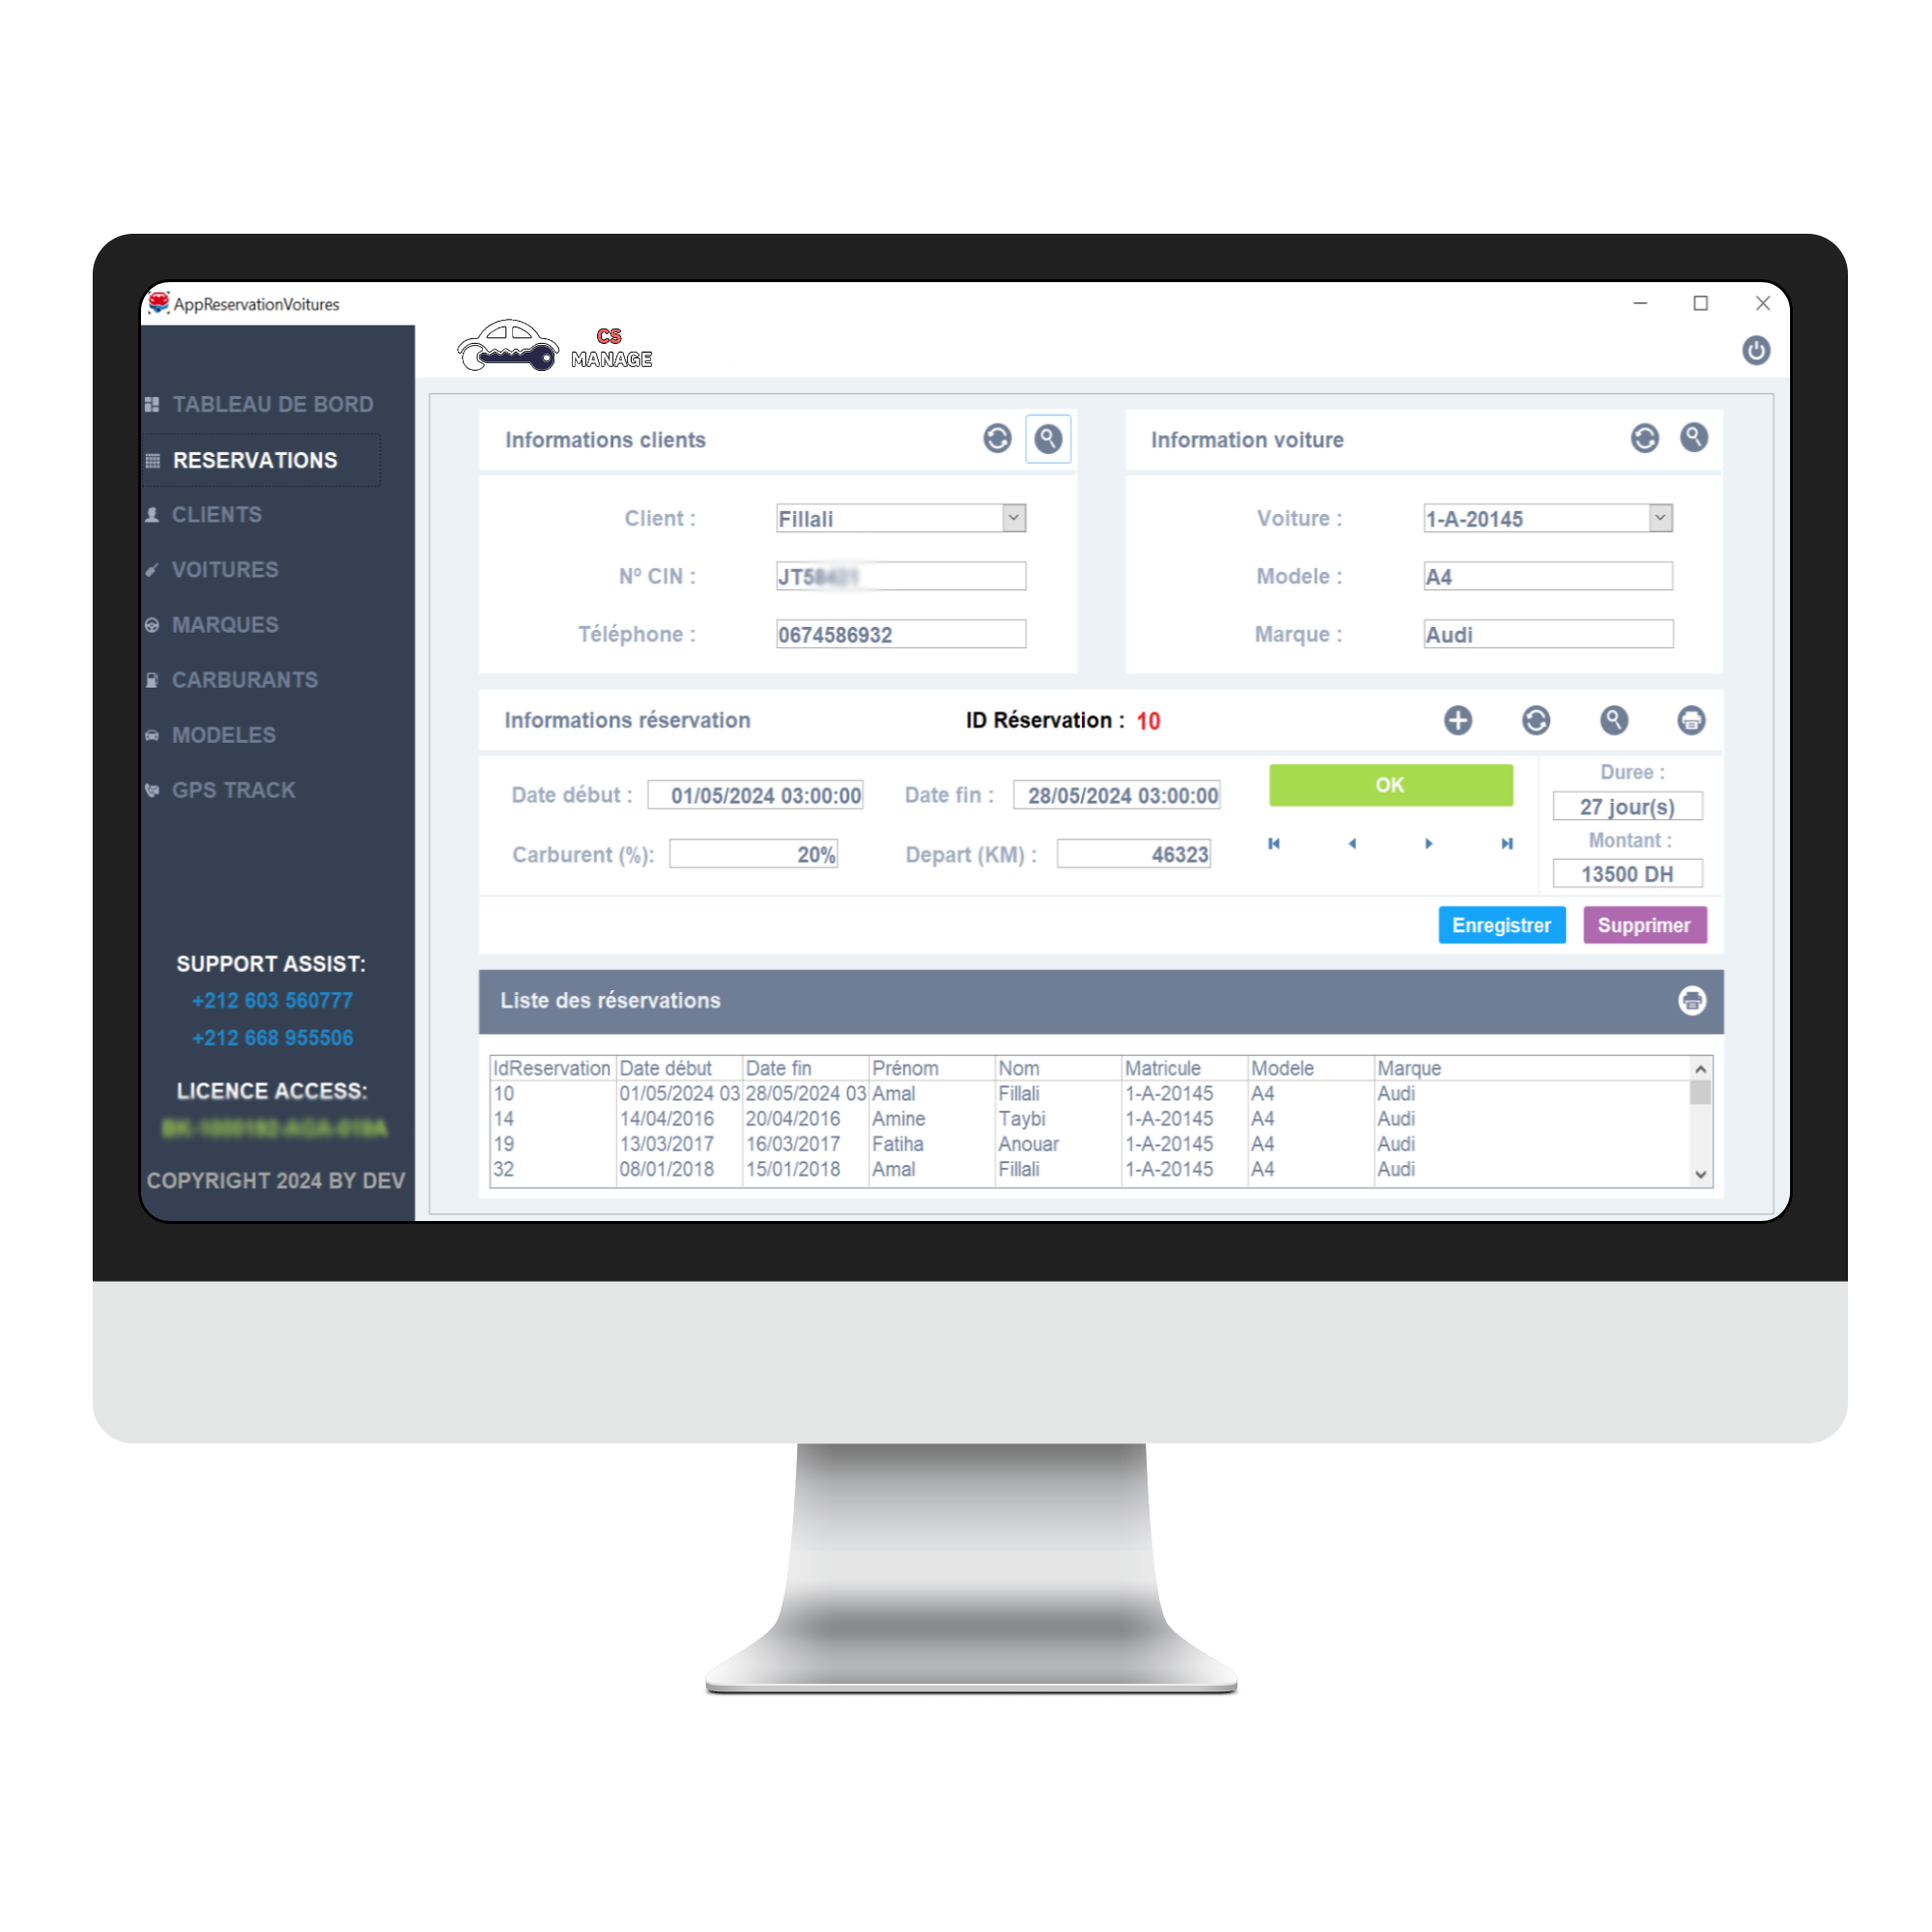 AppReservationVoitures
CS
MANAGE
TABLEAU DE BORD
RESERVATIONS
CLIENTS
VOITURES
MARQUES
CARBURANTS
MODELES
GPS TRACK
SUPPORT ASSIST:
+212 603 560777
+212 668 955506
LICENCE ACCESS:
COPYRIGHT 2024 BY DEV
Informations clients
Client : Fillali
Nº CIN :
Téléphone : 0674586932
Information voiture
Voiture : 1-A-20145
Modele : A4
Marque : Audi
Informations réservation ID Réservation : 10
Date début : 01/05/2024 03:00:00 Date fin : 28/05/2024 03:00:00 OK
Carburent (%): 20% Depart (KM) : 46323
Duree :
27 jour(s)
Montant :
13500 DH
Enregistrer Supprimer
Liste des réservations
IdReservation Date début Date fin Prénom Nom Matricule Modele Marque
10 01/05/2024 03 28/05/2024 03 Amal Fillali 1-A-20145 A4 Audi
14 14/04/2016 20/04/2016 Amine Taybi 1-A-20145 A4 Audi
19 13/03/2017 16/03/2017 Fatiha Anouar 1-A-20145 A4 Audi
32 08/01/2018 15/01/2018 Amal Fillali 1-A-20145 A4 Audi